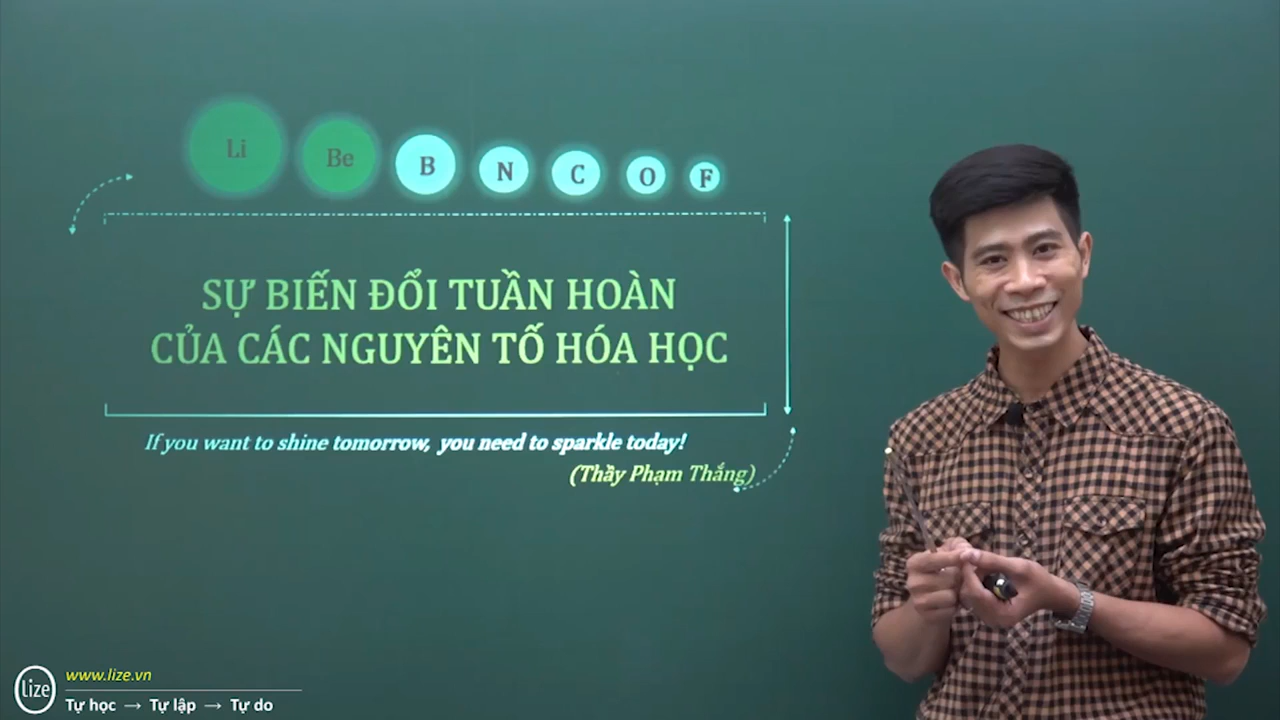 Li Be B N C O F
SỰ BIẾN ĐỔI TUẦN HOÀN
CỦA CÁC NGUYÊN TỐ HÓA HỌC
If you want to shine tomorrow, you need to sparkle today!
(Thầy Phạm Thắng)
lize
www.lize.vn
Tự học → Tự lập → Tự do